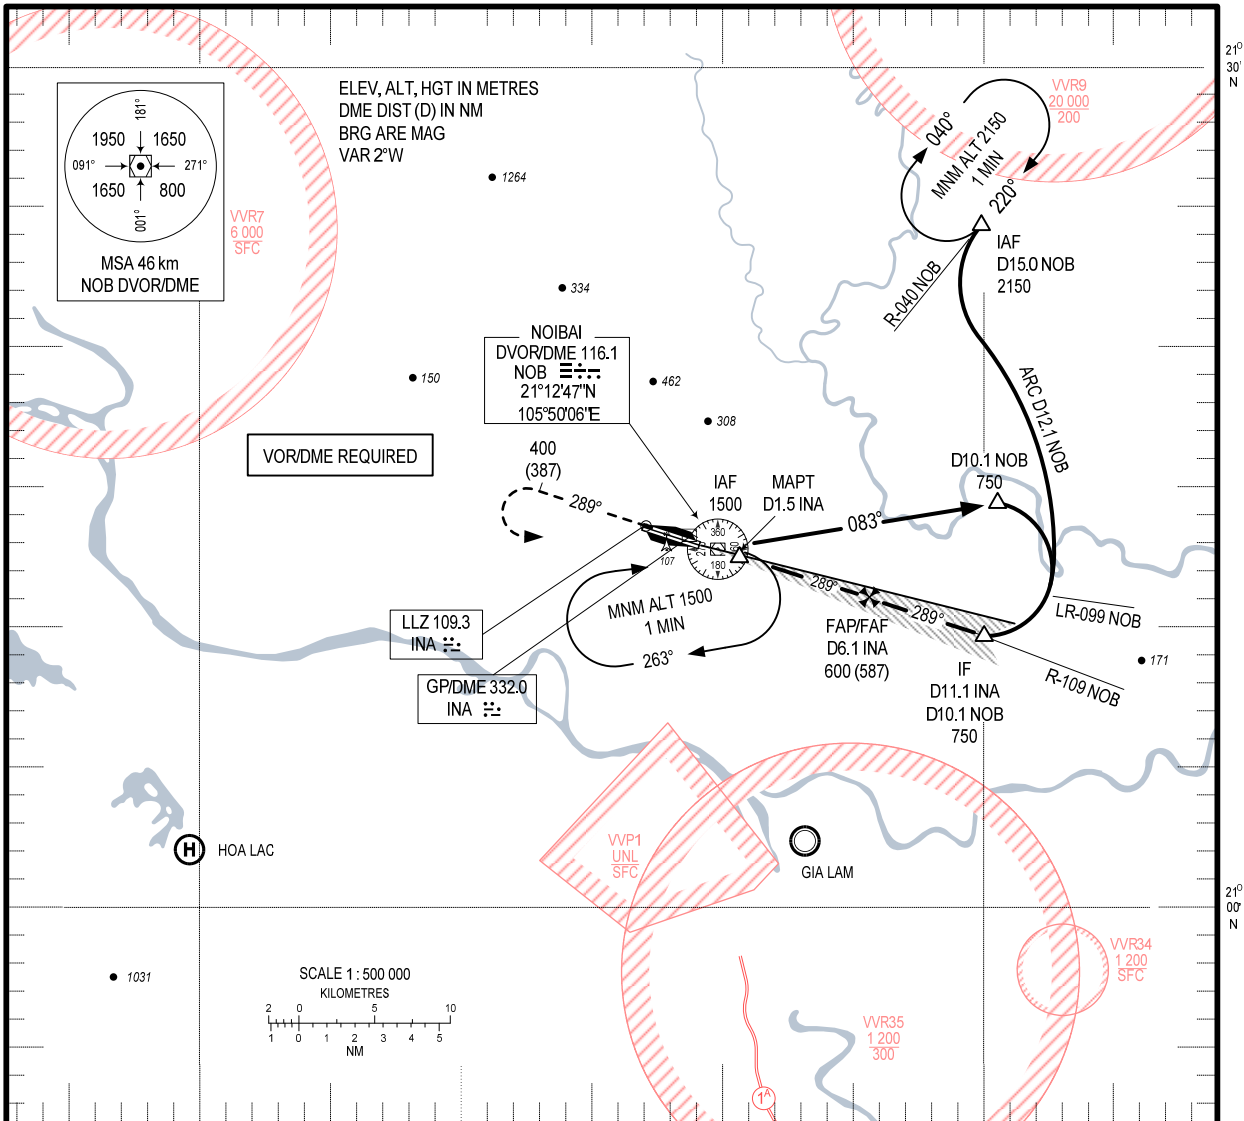 21°
30'
N
ELEV, ALT, HGT IN METRES
DME DIST (D) IN NM
BRG ARE MAG
VAR 2°W
181°
1950 1650
091° 271°
1650 800
001°
MSA 46 km
NOB DVOR/DME
VVR7
6 000
SFC
VVR9
20 000
200
040°
MNM ALT 2150
1 MIN
220°
IAF
D15.0 NOB
2150
R-040 NOB
1264
334
150
462
308
NOIBAI
DVOR/DME 116.1
NOB
21°12'47"N
105°50'06"E
VOR/DME REQUIRED
400
(387)
289°
IAF
1500
MAPT
D1.5 INA
ARC D12.1 NOB
D10.1 NOB
750
083°
360
180
107
MNM ALT 1500
1 MIN
263°
LLZ 109.3
INA
GP/DME 332.0
INA
289°
289°
FAP/FAF
D6.1 INA
600 (587)
LR-099 NOB
R-109 NOB
IF
D11.1 INA
D10.1 NOB
750
171
HOA LAC
H
VVP1
UNL
SFC
GIA LAM
21°
00'
N
VVR34
1 200
SFC
VVR35
1 200
300
1031
SCALE 1 : 500 000
KILOMETRES
2 0 5 10
1 0 1 2 3 4 5
NM
1A